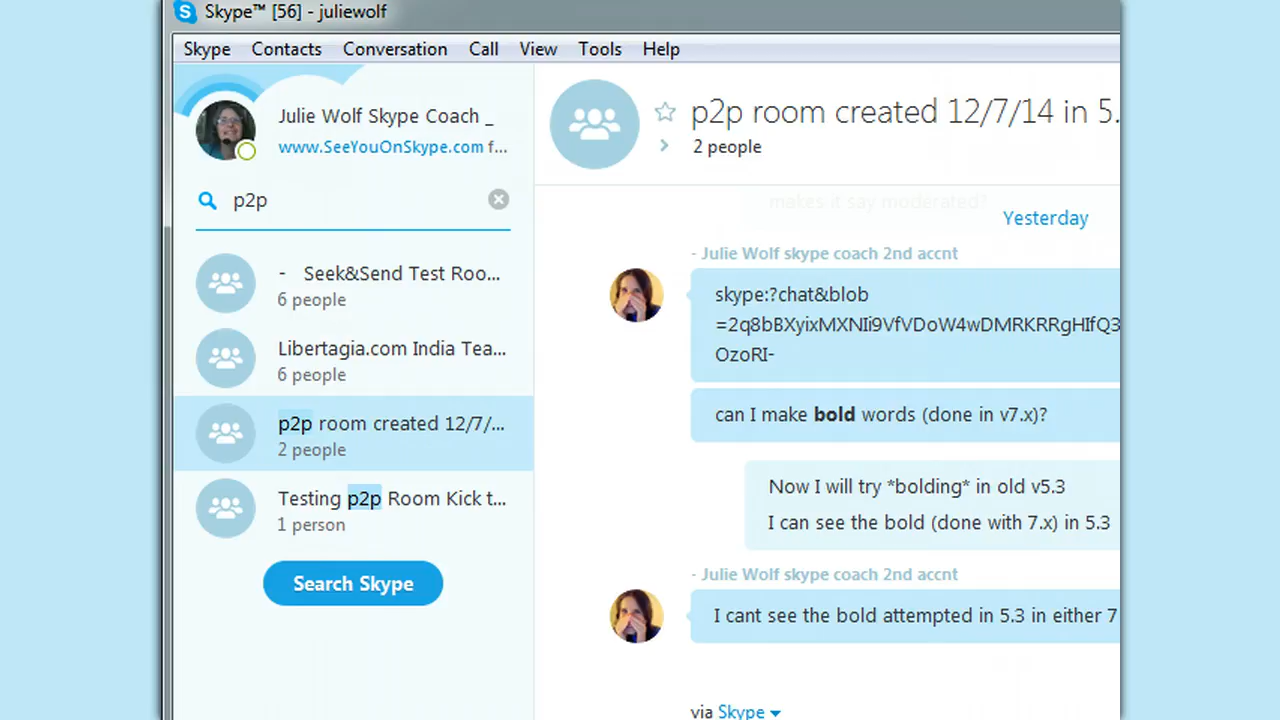 Skype™ [56] - juliewolf
Skype Contacts Conversation Call View Tools Help
Julie Wolf Skype Coach _
www.SeeYouOnSkype.com f...
p2p
- Seek&Send Test Roo...
6 people
Libertagia.com India Tea...
6 people
p2p room created 12/7/...
2 people
Testing p2p Room Kick t...
1 person
Search Skype
p2p room created 12/7/14 in 5.
2 people
makes it say moderated?
Yesterday
- Julie Wolf skype coach 2nd accnt
skype:?chat&blob
=2q8bBXyixMXNIi9VfVDoW4wDMRKRRgHIfQ3
OzoRI-
can I make bold words (done in v7.x)?
Now I will try *bolding* in old v5.3
I can see the bold (done with 7.x) in 5.3
- Julie Wolf skype coach 2nd accnt
I cant see the bold attempted in 5.3 in either 7
via Skype